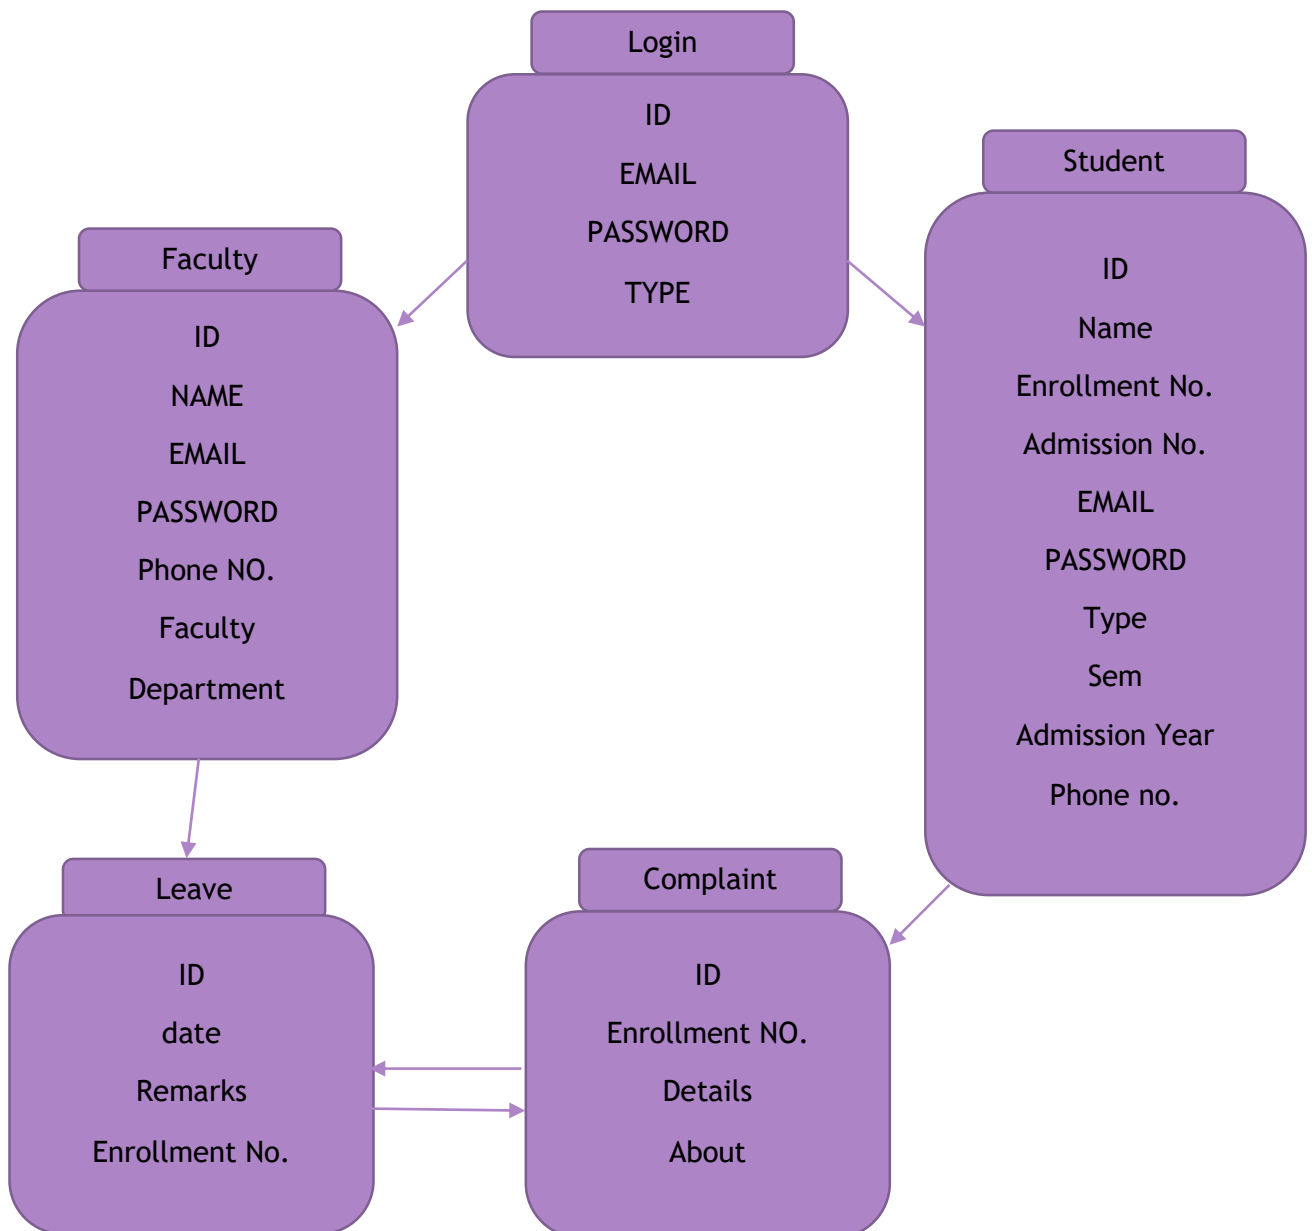 Login
ID
EMAIL
PASSWORD
TYPE
Student
ID
Name
Enrollment No.
Admission No.
EMAIL
PASSWORD
Type
Sem
Admission Year
Phone no.
Faculty
ID
NAME
EMAIL
PASSWORD
Phone NO.
Faculty
Department
Leave
ID
date
Remarks
Enrollment No.
Complaint
ID
Enrollment NO.
Details
About